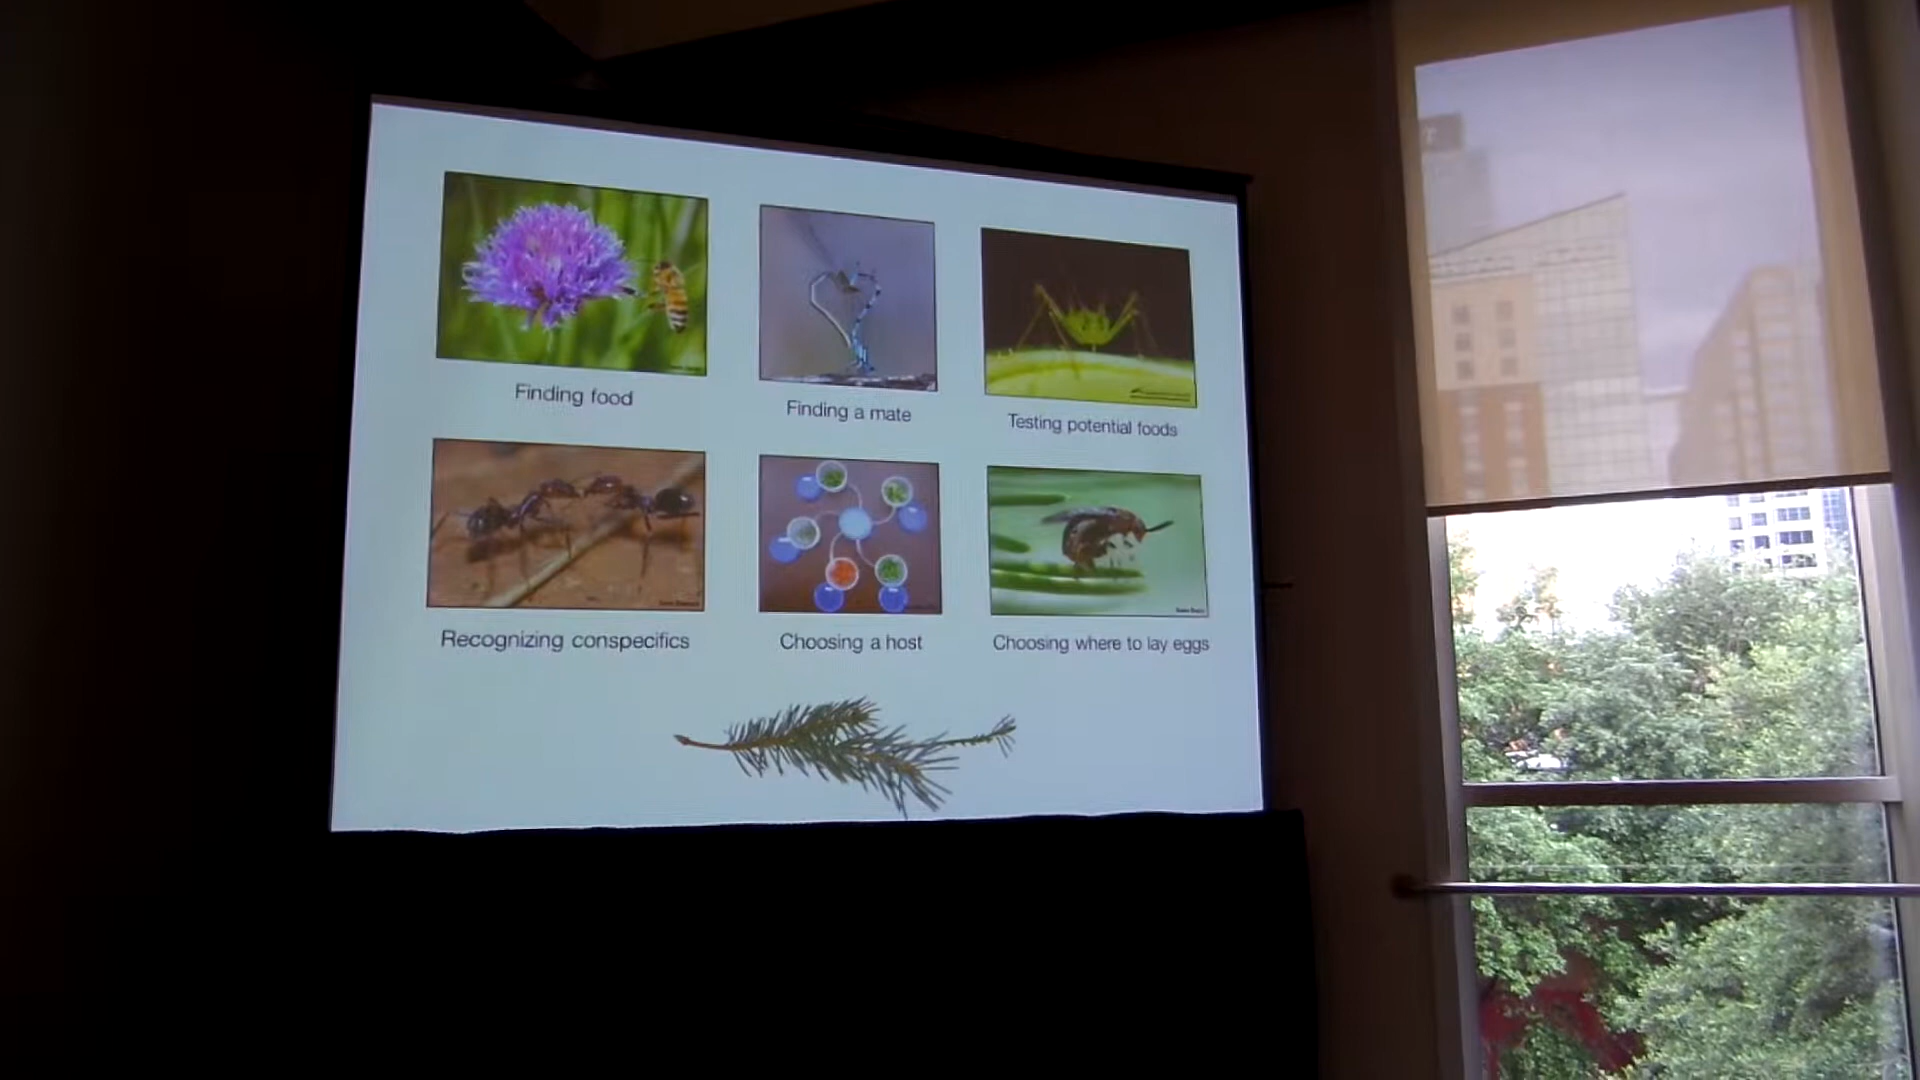 Finding food
Finding a mate
Testing potential foods
Recognizing conspecifics
Choosing a host
Choosing where to lay eggs